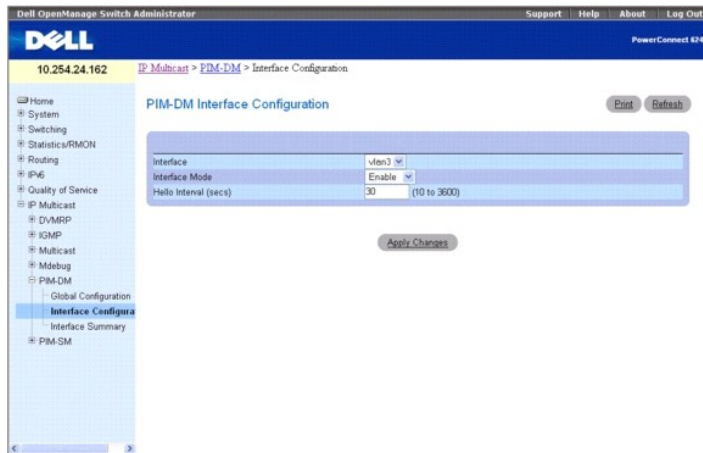 Dell OpenManage Switch Administrator
Support Help About Log Out
DELL
PowerConnect 624
10.254.24.162
IP Multicast > PIM-DM > Interface Configuration
Home
System
Switching
Statistics/RMON
Routing
IPv6
Quality of Service
IP Multicast
DVMRP
IGMP
Multicast
Mdebug
PIM-DM
Global Configuration
Interface Configura
Interface Summary
PIM-SM
PIM-DM Interface Configuration
Print Refresh
Interface vlan3
Interface Mode Enable
Hello Interval (secs) 30 (10 to 3600)
Apply Changes